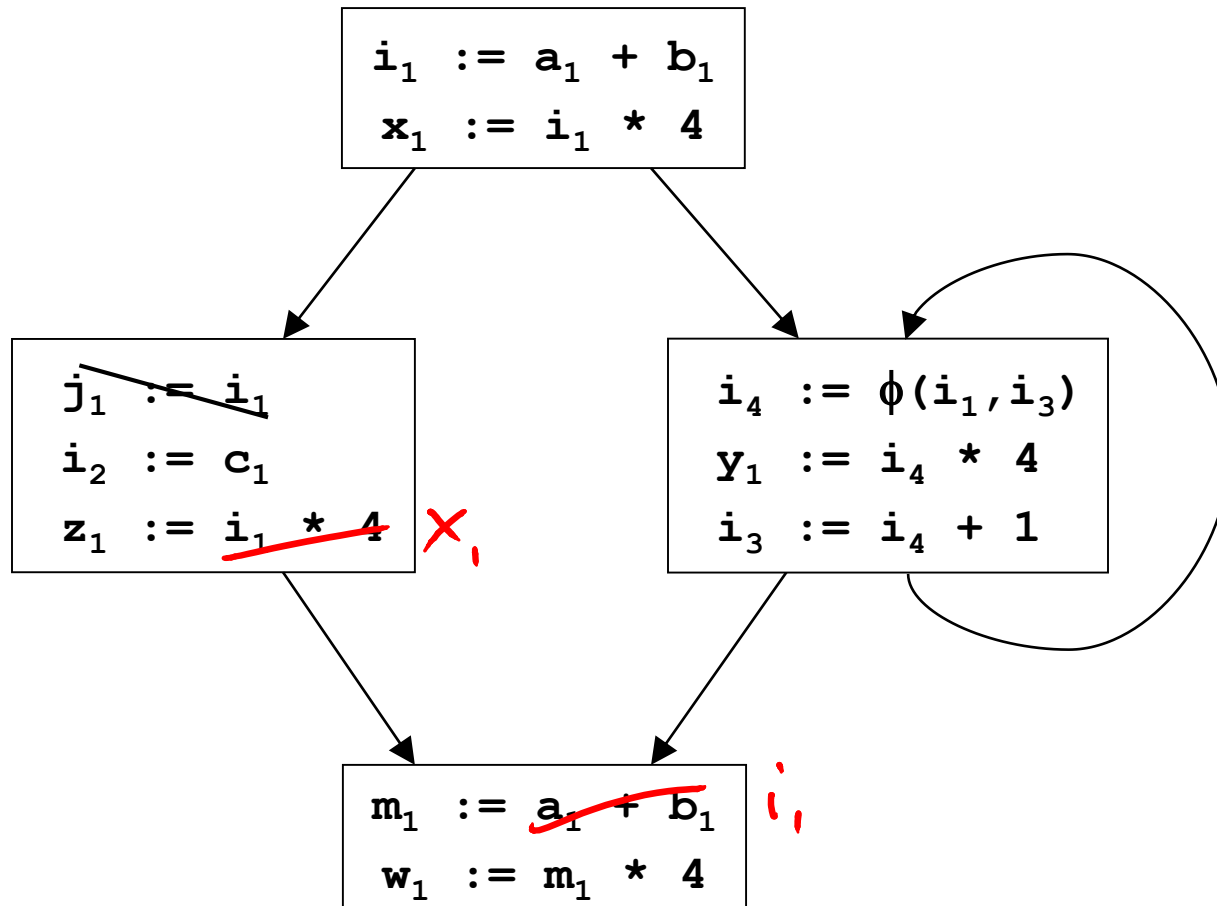 i₁ := a₁ + b₁
x₁ := i₁ * 4
j₁ := i₁
i₂ := c₁
z₁ := i₁ * 4 x₁
i₄ := ϕ(i₁,i₃)
y₁ := i₄ * 4
i₃ := i₄ + 1
m₁ := a₁ + b₁ i₁
w₁ := m₁ * 4